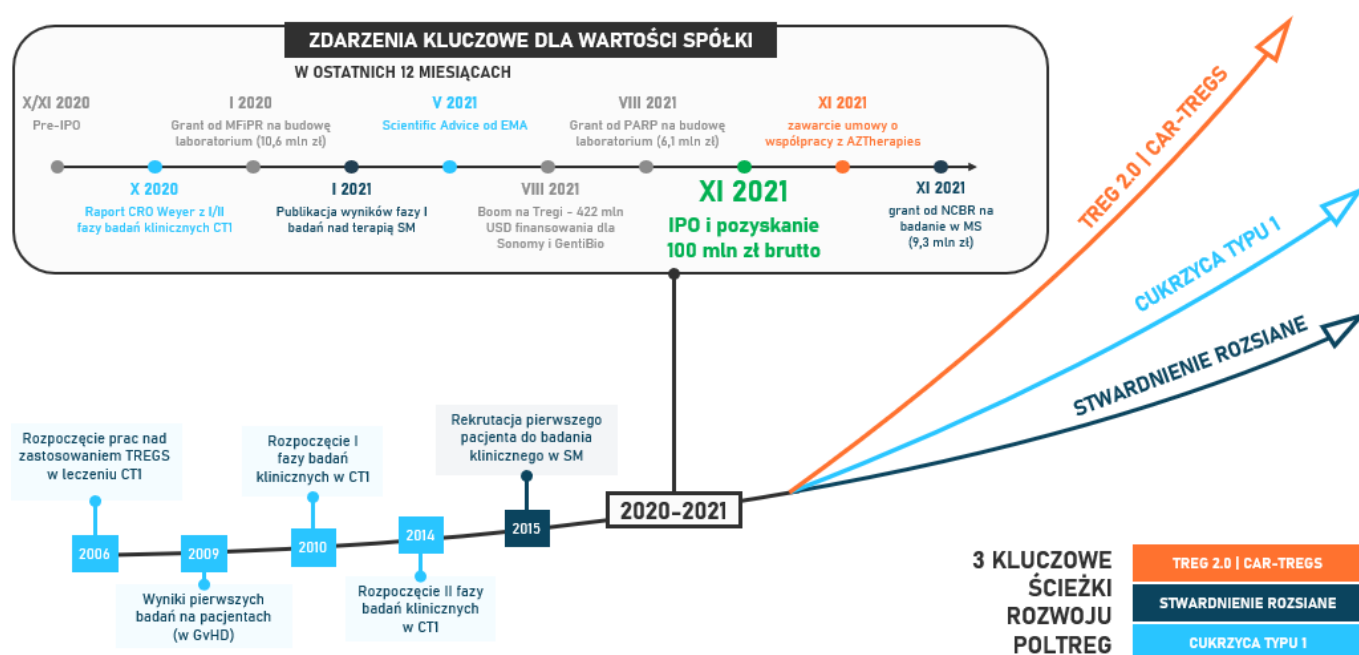 ZDARZENIA KLUCZOWE DLA WARTOŚCI SPÓŁKI
W OSTATNICH 12 MIESIĄCACH
X/XI 2020
Pre-IPO
I 2020
Grant od MFiPR na budowę
laboratorium (10,6 mln zł)
V 2021
Scientific Advice od EMA
VIII 2021
Grant od PARP na budowę
laboratorium (6,1 mln zł)
XI 2021
zawarcie umowy o
współpracy z AZTherapies
X 2020
Raport CRO Weyer z I/II
fazy badań klinicznych CT1
I 2021
Publikacja wyników fazy I
badań nad terapią SM
VIII 2021
Boom na Tregi - 422 mln
USD finansowania dla
Sonomy i GentiBio
XI 2021
IPO i pozyskanie
100 mln zł brutto
XI 2021
grant od NCBR na
badanie w MS
(9,3 mln zł)
TREG 2.0 | CAR-TREGS
CUKRZYCA TYPU 1
STWARDNIENIE ROZSIANE
Rozpoczęcie prac nad
zastosowaniem TREGS
w leczeniu CT1
Rozpoczęcie I
fazy badań
klinicznych w CT1
Rekrutacja pierwszego
pacjenta do badania
klinicznego w SM
2006
2009
2010
2014
2015
2020-2021
Wyniki pierwszych
badań na pacjentach
(w GvHD)
Rozpoczęcie II fazy
badań klinicznych
w CT1
3 KLUCZOWE
ŚCIEŻKI
ROZWOJU
POLTREG
TREG 2.0 | CAR-TREGS
STWARDNIENIE ROZSIANE
CUKRZYCA TYPU 1